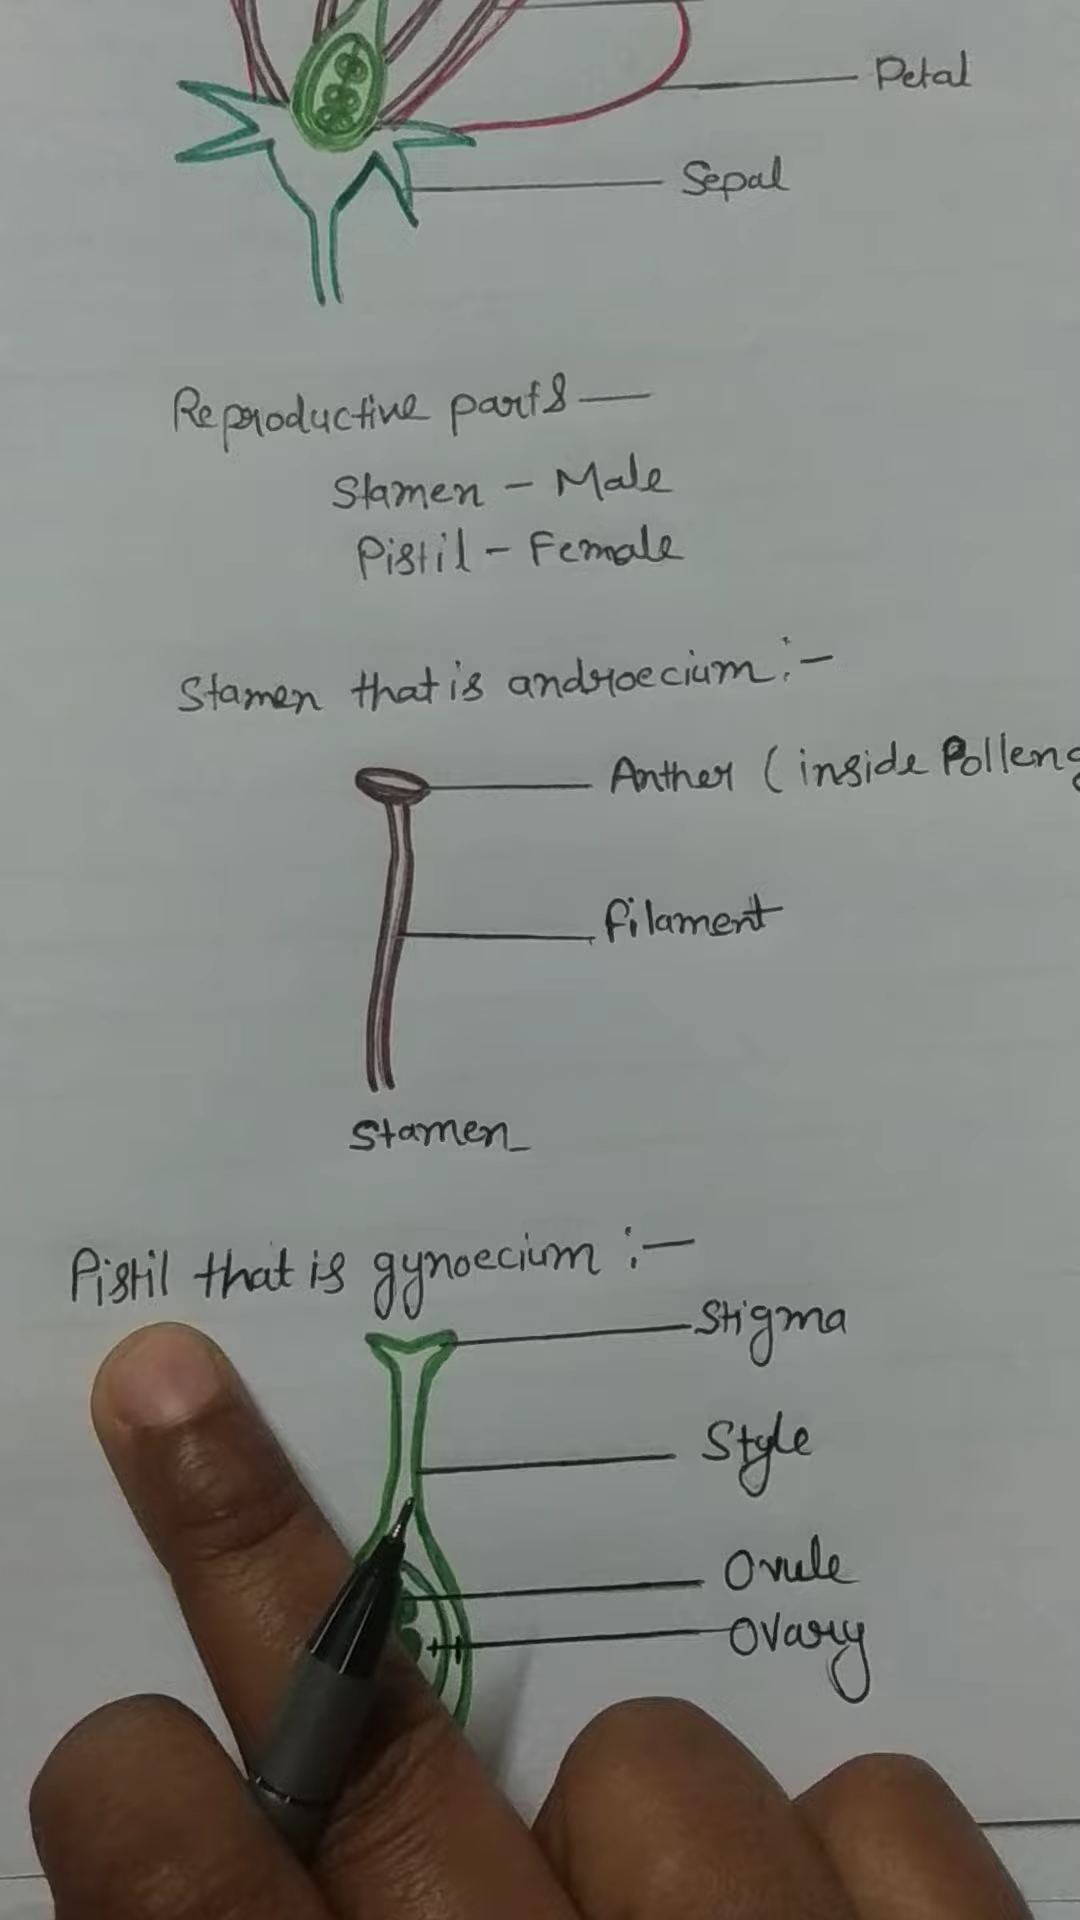 Petal
Sepal
Reproductive parts —
Stamen - Male
Pistil - Female
Stamen that is androecium :-
Anther (inside Polleng
Filament
Stamen
Pistil that is gynoecium :-
Stigma
Style
Ovule
Ovary